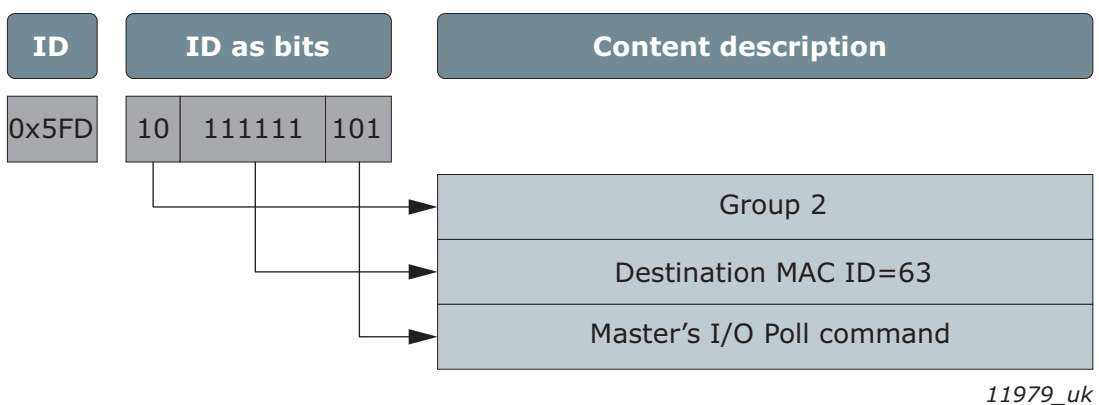 ID ID as bits Content description
0x5FD 10 111111 101
Group 2
Destination MAC ID=63
Master's I/O Poll command
11979_uk